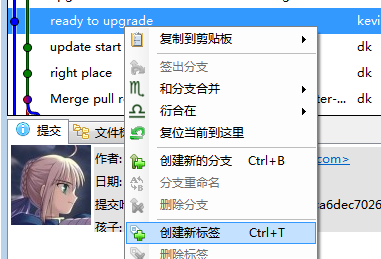 ready to upgrade
kevi
update start
dk
right place
dk
Merge pull r
ter-...
dk
复制到剪贴板
签出分支
和分支合并
衍合在
复位当前到这里
创建新的分支 Ctrl+B
分支重命名
删除分支
创建新标签 Ctrl+T
删除标签
提交
文件树
作者:
com>
日期:
提交
a6dec7026
孩子: